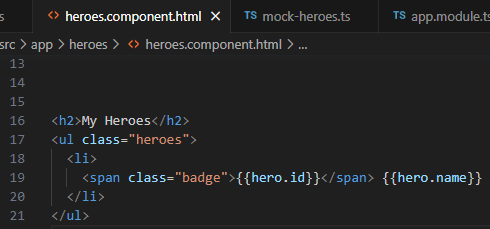 s
heroes.component.html
TS mock-heroes.ts
TS app.module.ts
src > app > heroes > heroes.component.html > ...
13
14
15
16 <h2>My Heroes</h2>
17 <ul class="heroes">
18 <li>
19 <span class="badge">{{hero.id}}</span> {{hero.name}}
20 </li>
21 </ul>